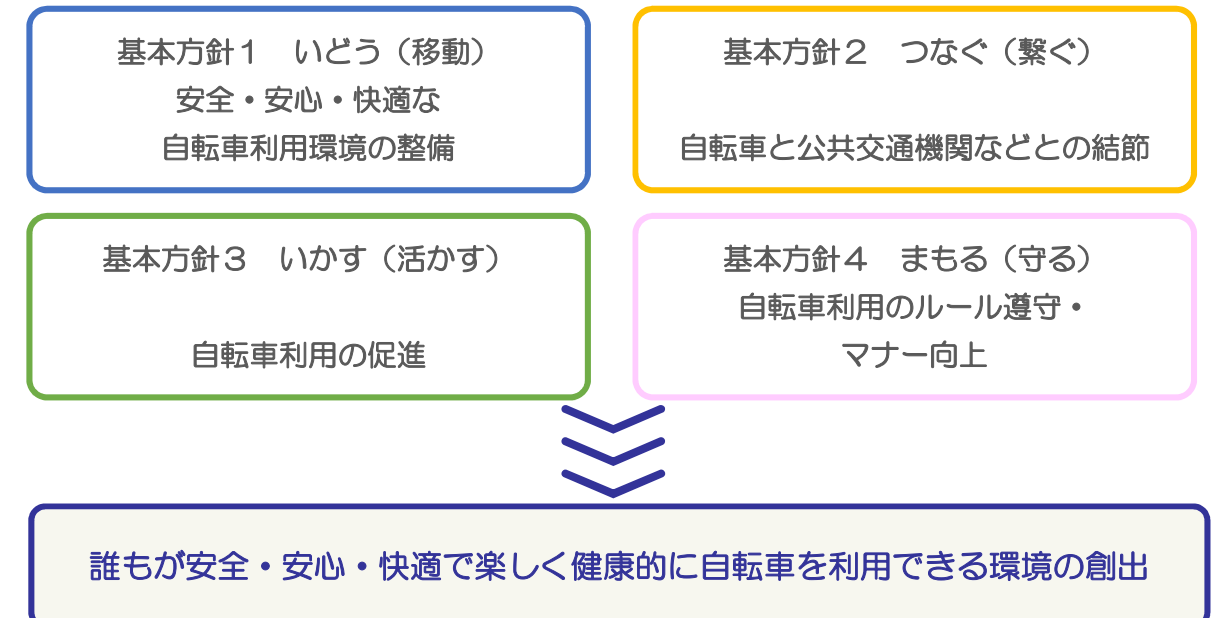 基本方針１　いどう（移動）
安全・安心・快適な
自転車利用環境の整備
基本方針２　つなぐ（繋ぐ）
自転車と公共交通機関などとの結節
基本方針３　いかす（活かす）
自転車利用の促進
基本方針４　まもる（守る）
自転車利用のルール遵守・
マナー向上
誰もが安全・安心・快適で楽しく健康的に自転車を利用できる環境の創出